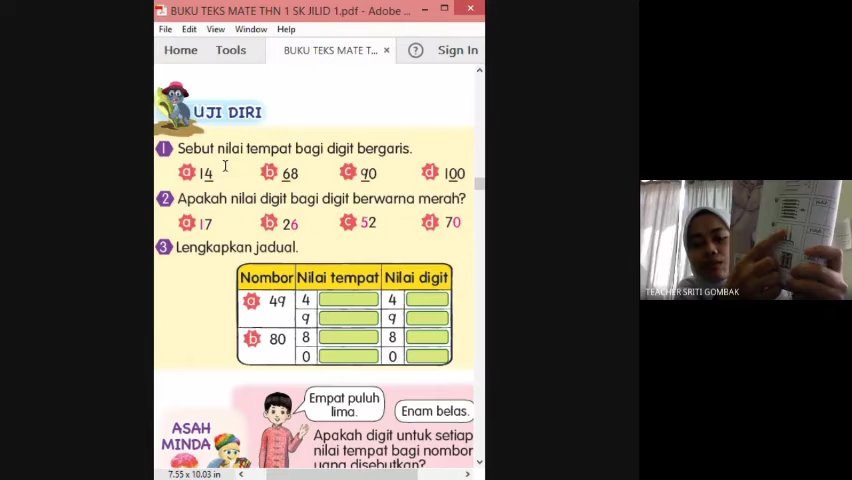 BUKU TEKS MATE THN 1 SK JILID 1.pdf - Adobe ...
File Edit View Window Help
Home Tools BUKU TEKS MATE T... × ? Sign In
UJI DIRI
1 Sebut nilai tempat bagi digit bergaris.
a 14 b 68 c 90 d 100
2 Apakah nilai digit bagi digit berwarna merah?
a 17 b 26 c 52 d 70
3 Lengkapkan jadual.
Nombor Nilai tempat Nilai digit
a 49 4 4
9 9
b 80 8 8
0 0
Empat puluh
lima.
Enam belas.
ASAH
MINDA
Apakah digit untuk setiap
nilai tempat bagi nombor
yang disebutkan?
7.55 x 10.03 in
TEACHER SRITI GOMBAK